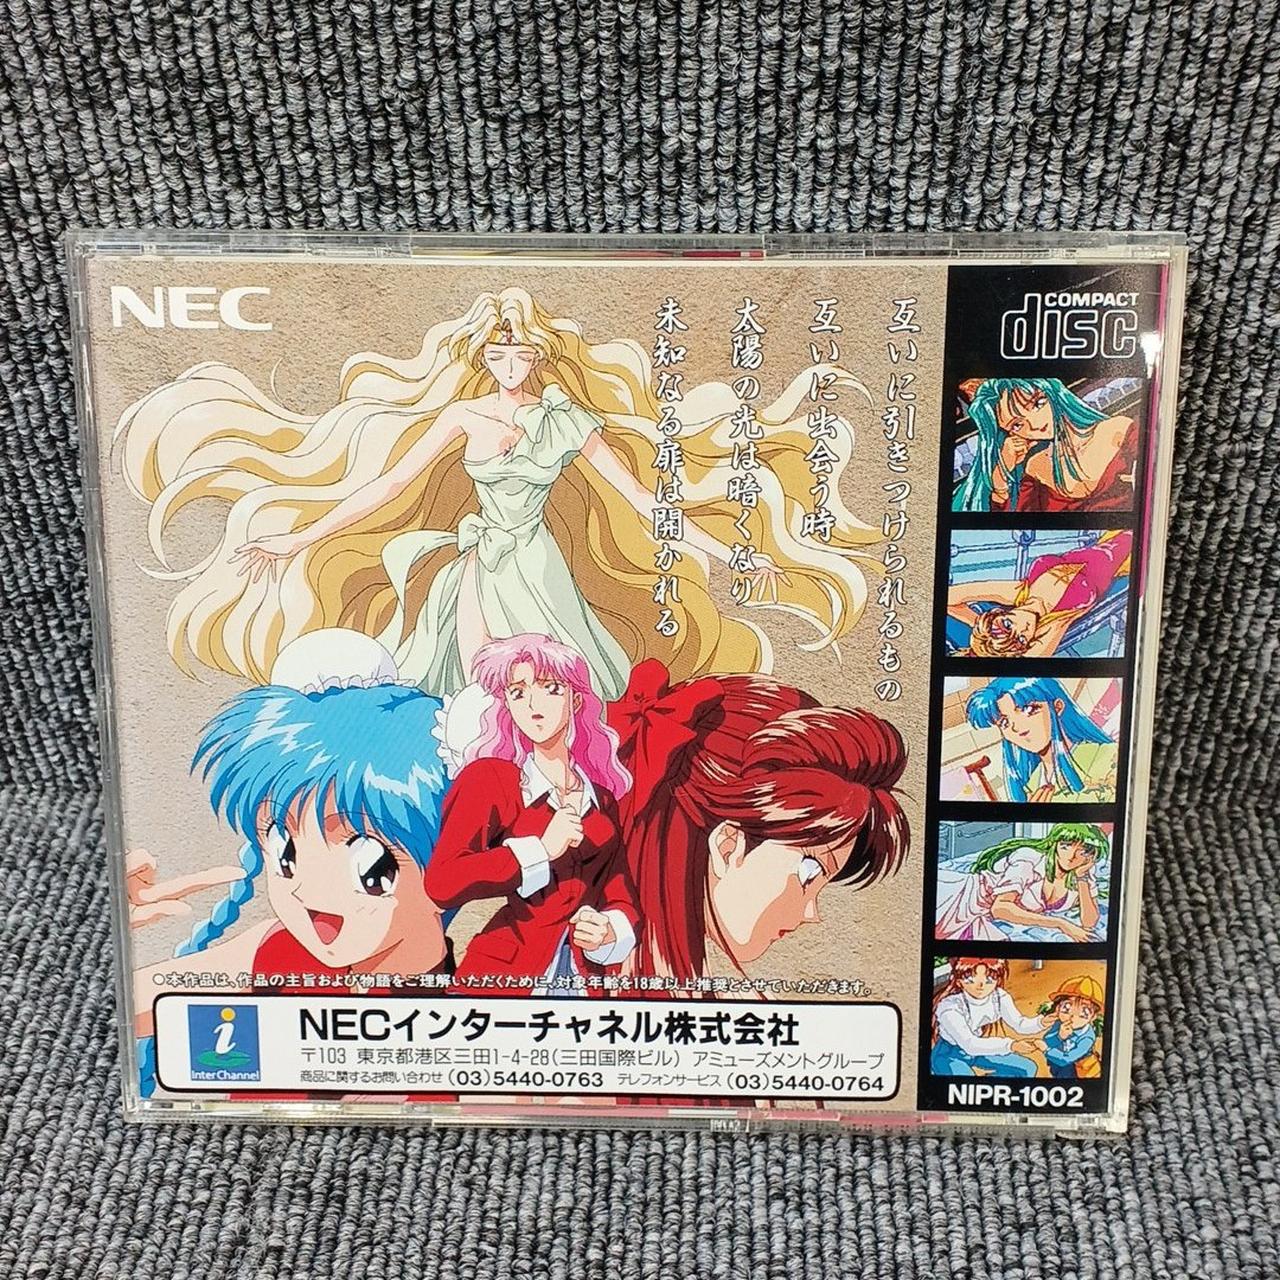 NEC
COMPACT
disc
互いに引きつけられるもの
互いに出会う時
太陽の光は暗くなり
未知なる扉は開かれる
●本作品は、作品の主旨および物語をご理解いただくために、対象年齢を18歳以上推奨とさせていただきます。
i
InterChannel
NECインターチャネル株式会社
〒103 東京都港区三田1-4-28(三田国際ビル) アミューズメントグループ
商品に関するお問い合わせ (03)5440-0763 テレフォンサービス (03)5440-0764
NIPR-1002